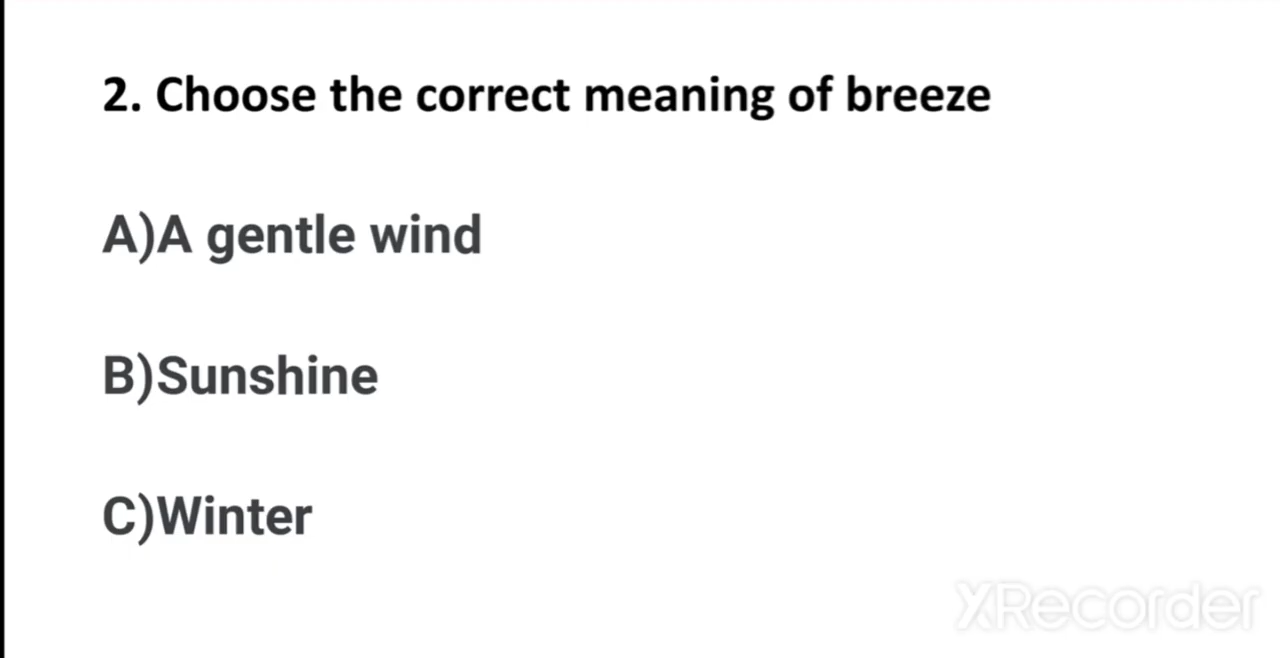 2. Choose the correct meaning of breeze
A)A gentle wind
B)Sunshine
C)Winter
XRecorder